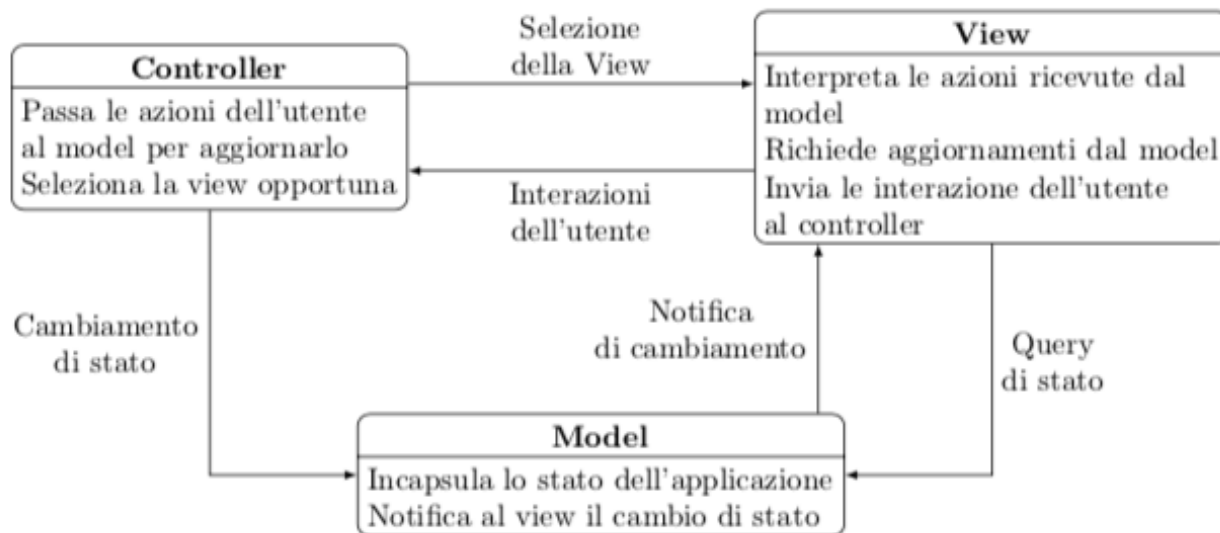 Selezione
della View
Controller
Passa le azioni dell'utente
al model per aggiornarlo
Seleziona la view opportuna
View
Interpreta le azioni ricevute dal
model
Richiede aggiornamenti dal model
Invia le interazione dell'utente
al controller
Interazioni
dell'utente
Cambiamento
di stato
Notifica
di cambiamento
Query
di stato
Model
Incapsula lo stato dell'applicazione
Notifica al view il cambio di stato